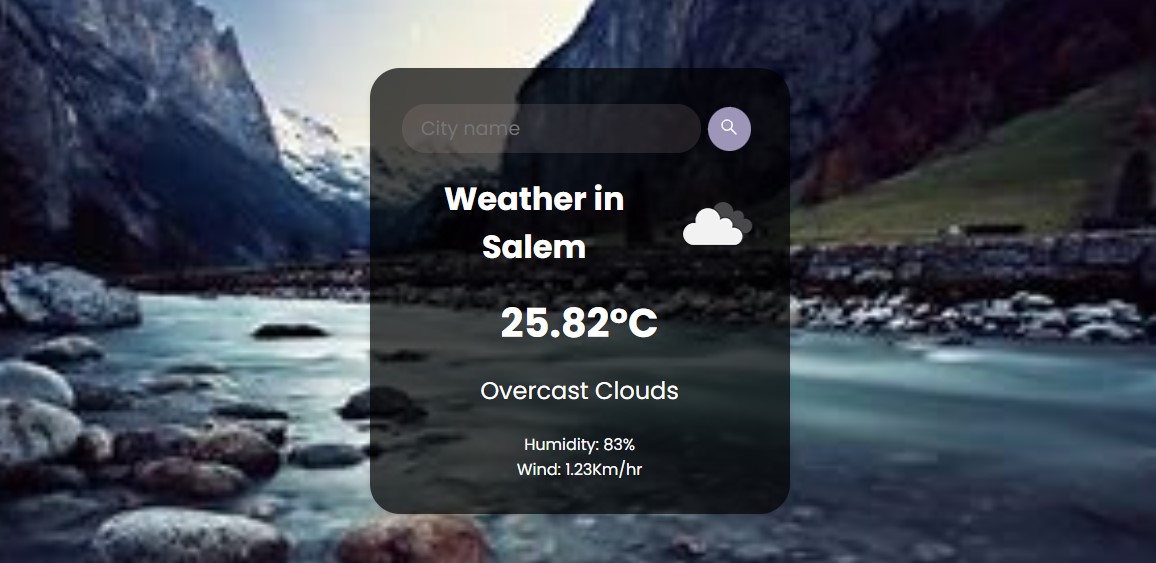 City name
Weather in
Salem
25.82°C
Overcast Clouds
Humidity: 83%
Wind: 1.23Km/hr